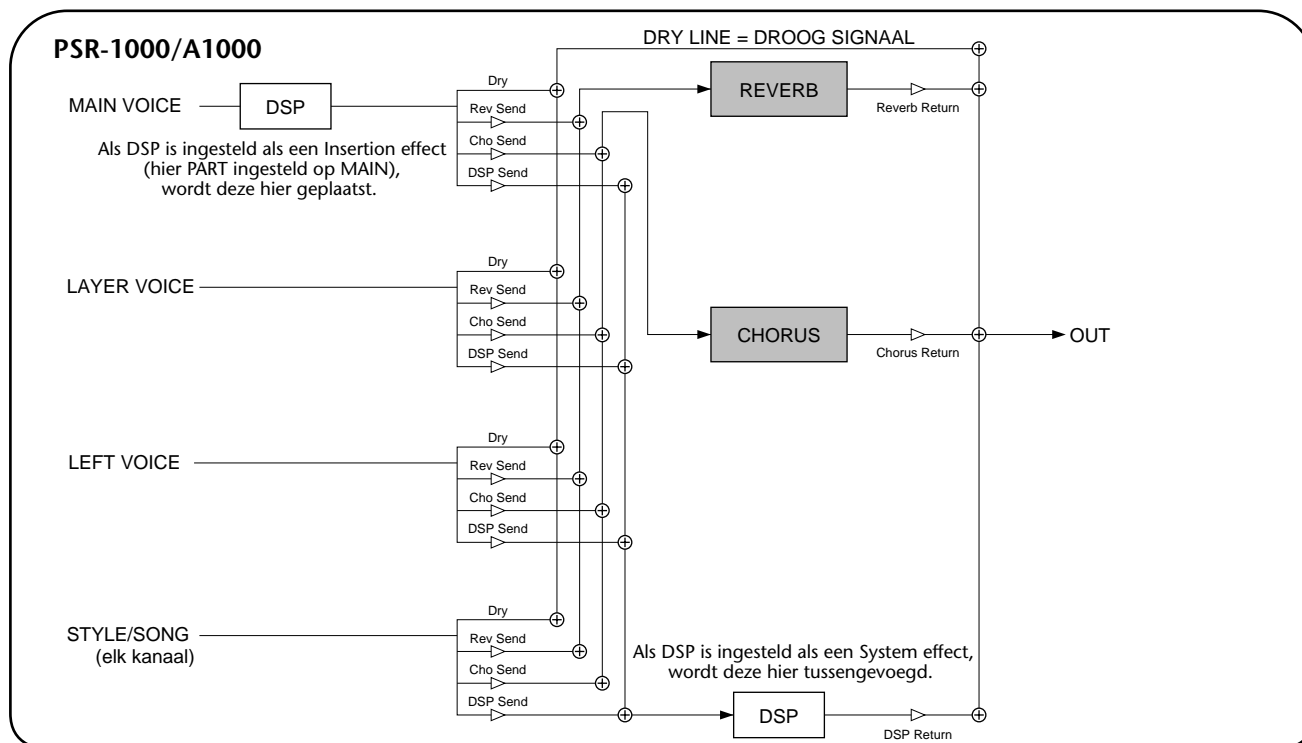 PSR-1000/A1000
DRY LINE = DROOG SIGNAAL
MAIN VOICE
DSP
Als DSP is ingesteld als een Insertion effect
(hier PART ingesteld op MAIN),
wordt deze hier geplaatst.
Dry
Rev Send
Cho Send
DSP Send
REVERB
Reverb Return
LAYER VOICE
Dry
Rev Send
Cho Send
DSP Send
CHORUS
Chorus Return
OUT
LEFT VOICE
Dry
Rev Send
Cho Send
DSP Send
STYLE/SONG
(elk kanaal)
Dry
Rev Send
Cho Send
DSP Send
Als DSP is ingesteld als een System effect,
wordt deze hier tussengevoegd.
DSP
DSP Return